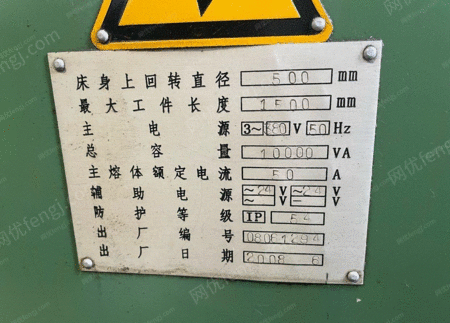 床身上回转直径 500 mm
最大工件长度 1500 mm
主电源 3~ 380 V 50 Hz
总容量 10000 VA
主熔体额定电流 50 A
辅助电源 ~24 V ~24 V
~ V – V
防护等级 IP 54
出厂编号 08061294
出厂日期 2008 6